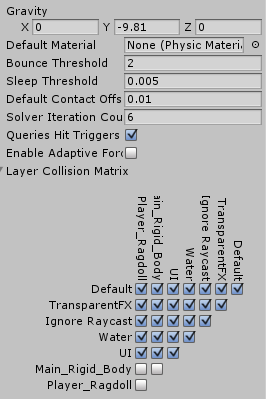 Gravity
X 0 Y -9.81 Z 0
Default Material None (Physic Materi
Bounce Threshold 2
Sleep Threshold 0.005
Default Contact Offs 0.01
Solver Iteration Cou 6
Queries Hit Triggers
Enable Adaptive Forc
Layer Collision Matrix
Player_Ragdoll
ain_Rigid_Body
UI
Water
Ignore Raycast
TransparentFX
Default
Default
TransparentFX
Ignore Raycast
Water
UI
Main_Rigid_Body
Player_Ragdoll